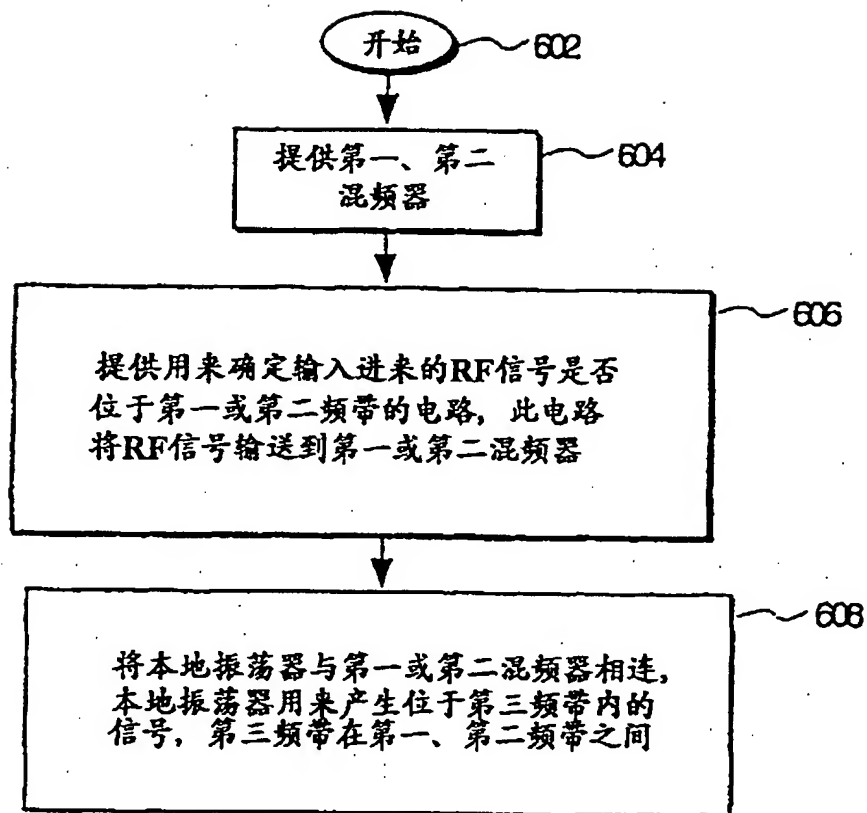 开始
602
提供第一、第二
混频器
604
606
提供用来确定输入进来的RF信号是否
位于第一或第二频带的电路，此电路
将RF信号输送到第一或第二混频器
608
将本地振荡器与第一或第二混频器相连，
本地振荡器用来产生位于第三频带内的
信号，第三频带在第一、第二频带之间